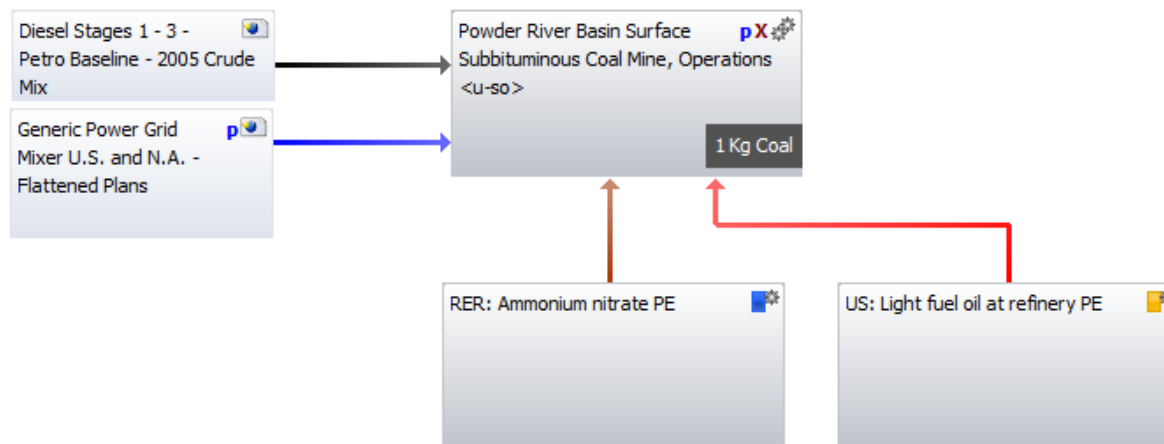 Diesel Stages 1 - 3 -
Petro Baseline - 2005 Crude
Mix
Generic Power Grid
p
Mixer U.S. and N.A. -
Flattened Plans
Powder River Basin Surface
p X
Subbituminous Coal Mine, Operations
<u-so>
1 Kg Coal
RER: Ammonium nitrate PE
US: Light fuel oil at refinery PE